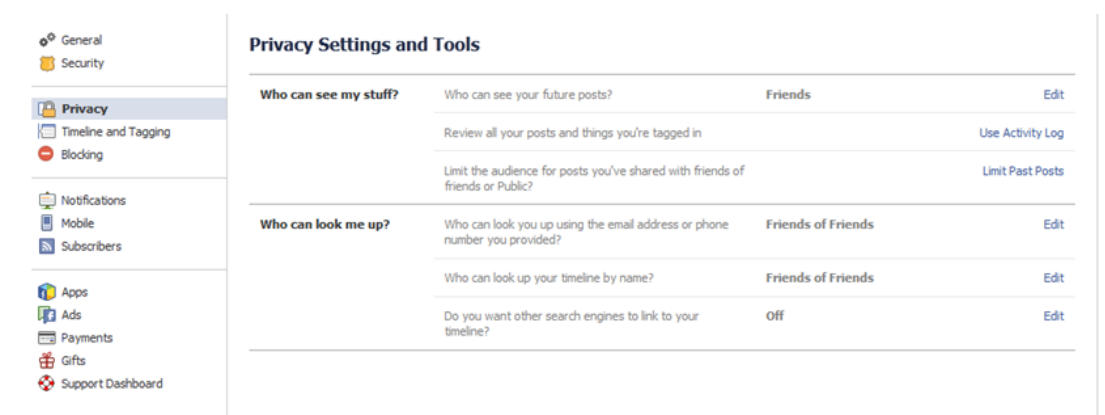 General
Security
Privacy
Timeline and Tagging
Blocking
Notifications
Mobile
Subscribers
Apps
Ads
Payments
Gifts
Support Dashboard
Privacy Settings and Tools
Who can see my stuff? Who can see your future posts? Friends Edit
Review all your posts and things you're tagged in Use Activity Log
Limit the audience for posts you've shared with friends of Limit Past Posts
friends or Public?
Who can look me up? Who can look you up using the email address or phone Friends of Friends Edit
number you provided?
Who can look up your timeline by name? Friends of Friends Edit
Do you want other search engines to link to your Off Edit
timeline?